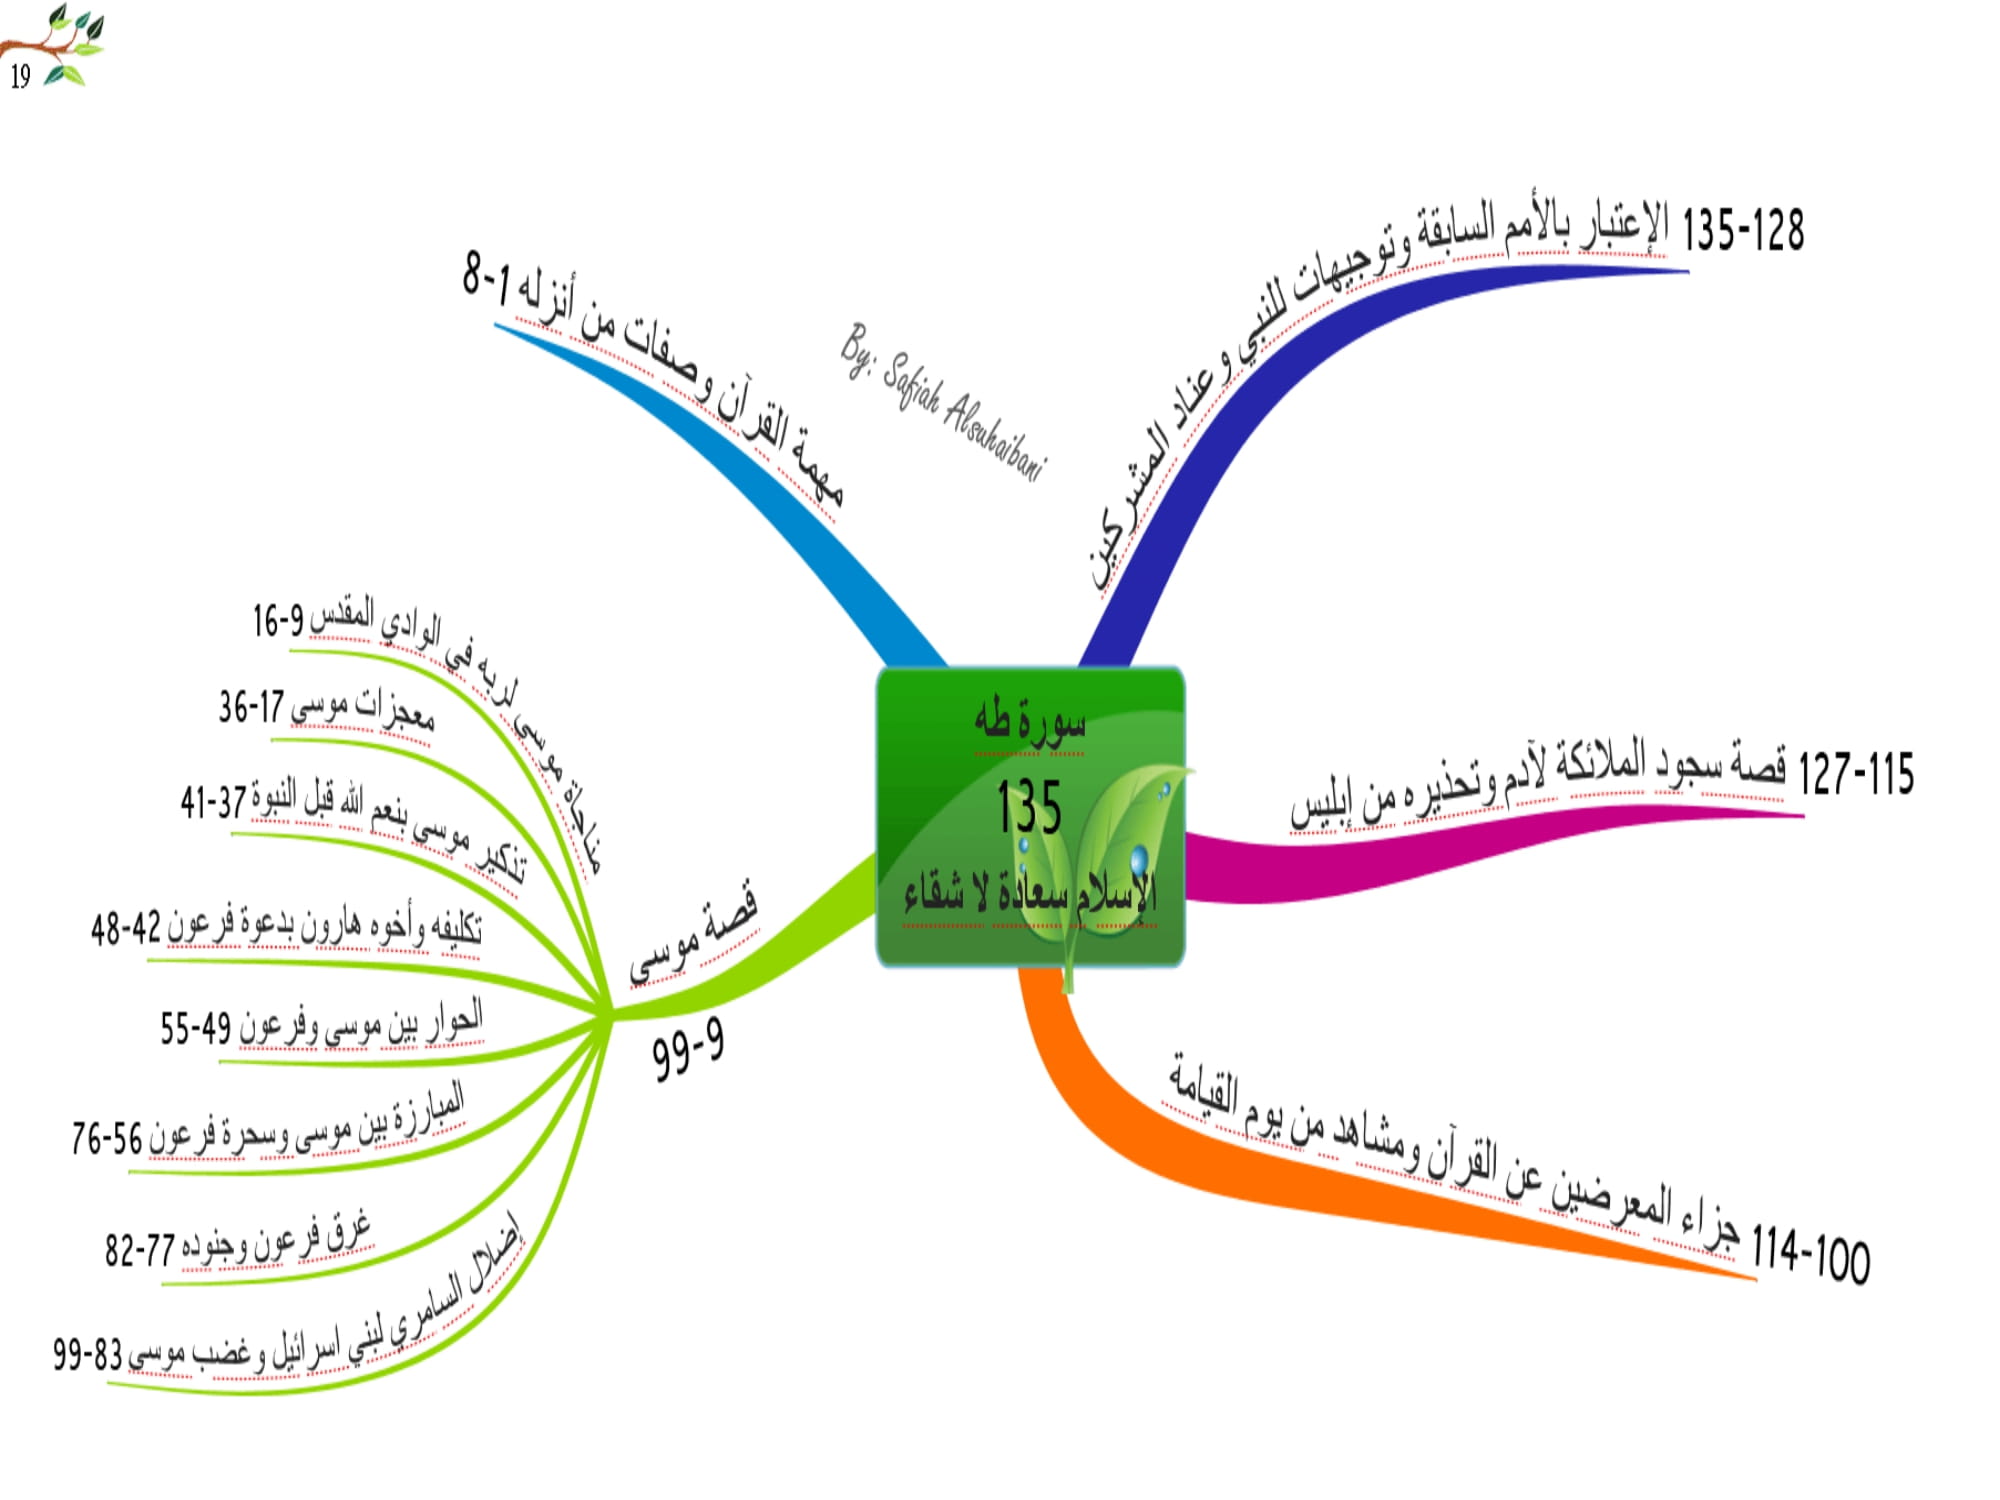 19
سورة طه
135
الإسلام سعادة لا شقاء
By: Safiah Alsuhaibani
135-128 الإعتبار بالأمم السابقة وتوجيهات للنبي وعناد المشركين
127-115 قصة سجود الملائكة لآدم وتحذيره من إبليس
114-100 جزاء المعرضين عن القرآن ومشاهد من يوم القيامة
مهمة القرآن وصفات من أنزله 1-8
قصة موسى
99-9
مناجاة موسى لربه في الوادي المقدس 9-16
معجزات موسى 17-36
تذكير موسى بنعم الله قبل النبوة 37-41
تكليفه وأخوه هارون بدعوة فرعون 42-48
الحوار بين موسى وفرعون 49-55
المبارزة بين موسى وسحرة فرعون 56-76
غرق فرعون وجنوده 77-82
إضلال السامري لبني اسرائيل وغضب موسى 83-99